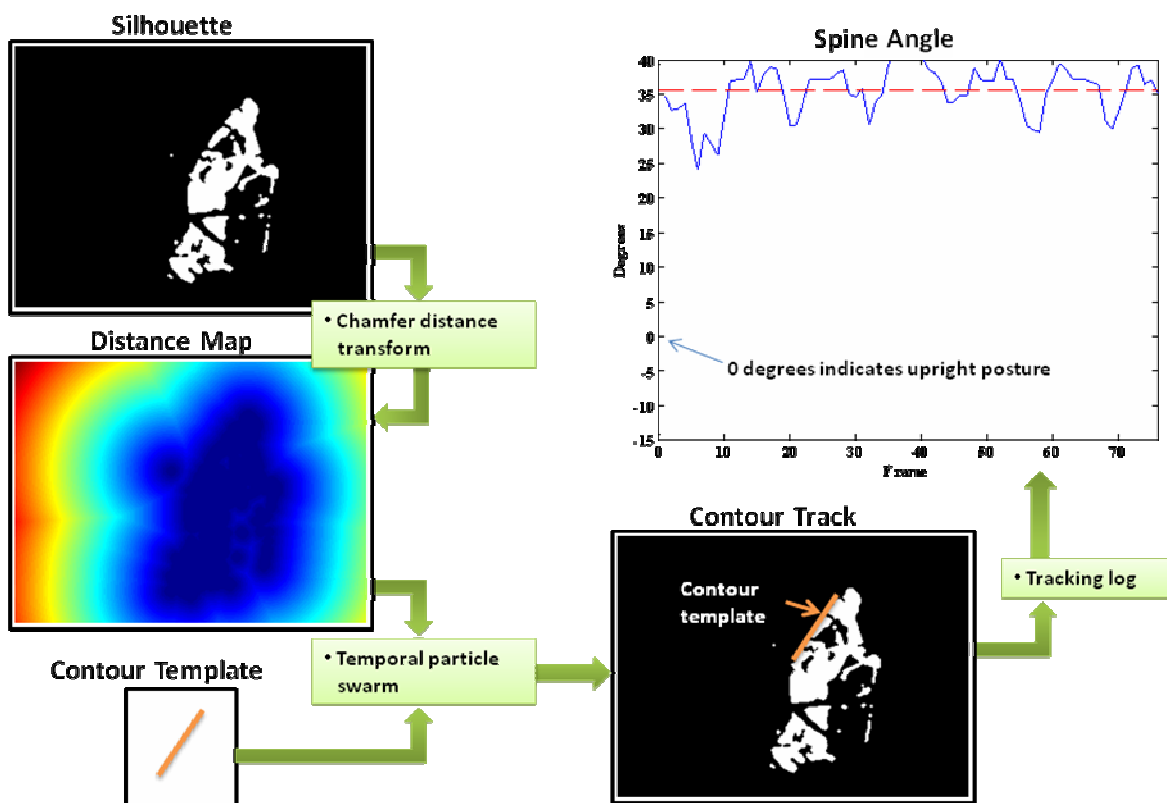 Silhouette
• Chamfer distance
transform
Distance Map
Contour Template
• Temporal particle
swarm
Contour Track
Contour
template
• Tracking log
Spine Angle
40
35
30
25
20
15
10
5
0
-5
-10
-15
Degrees
0 degrees indicates upright posture
0 10 20 30 40 50 60 70
Frame